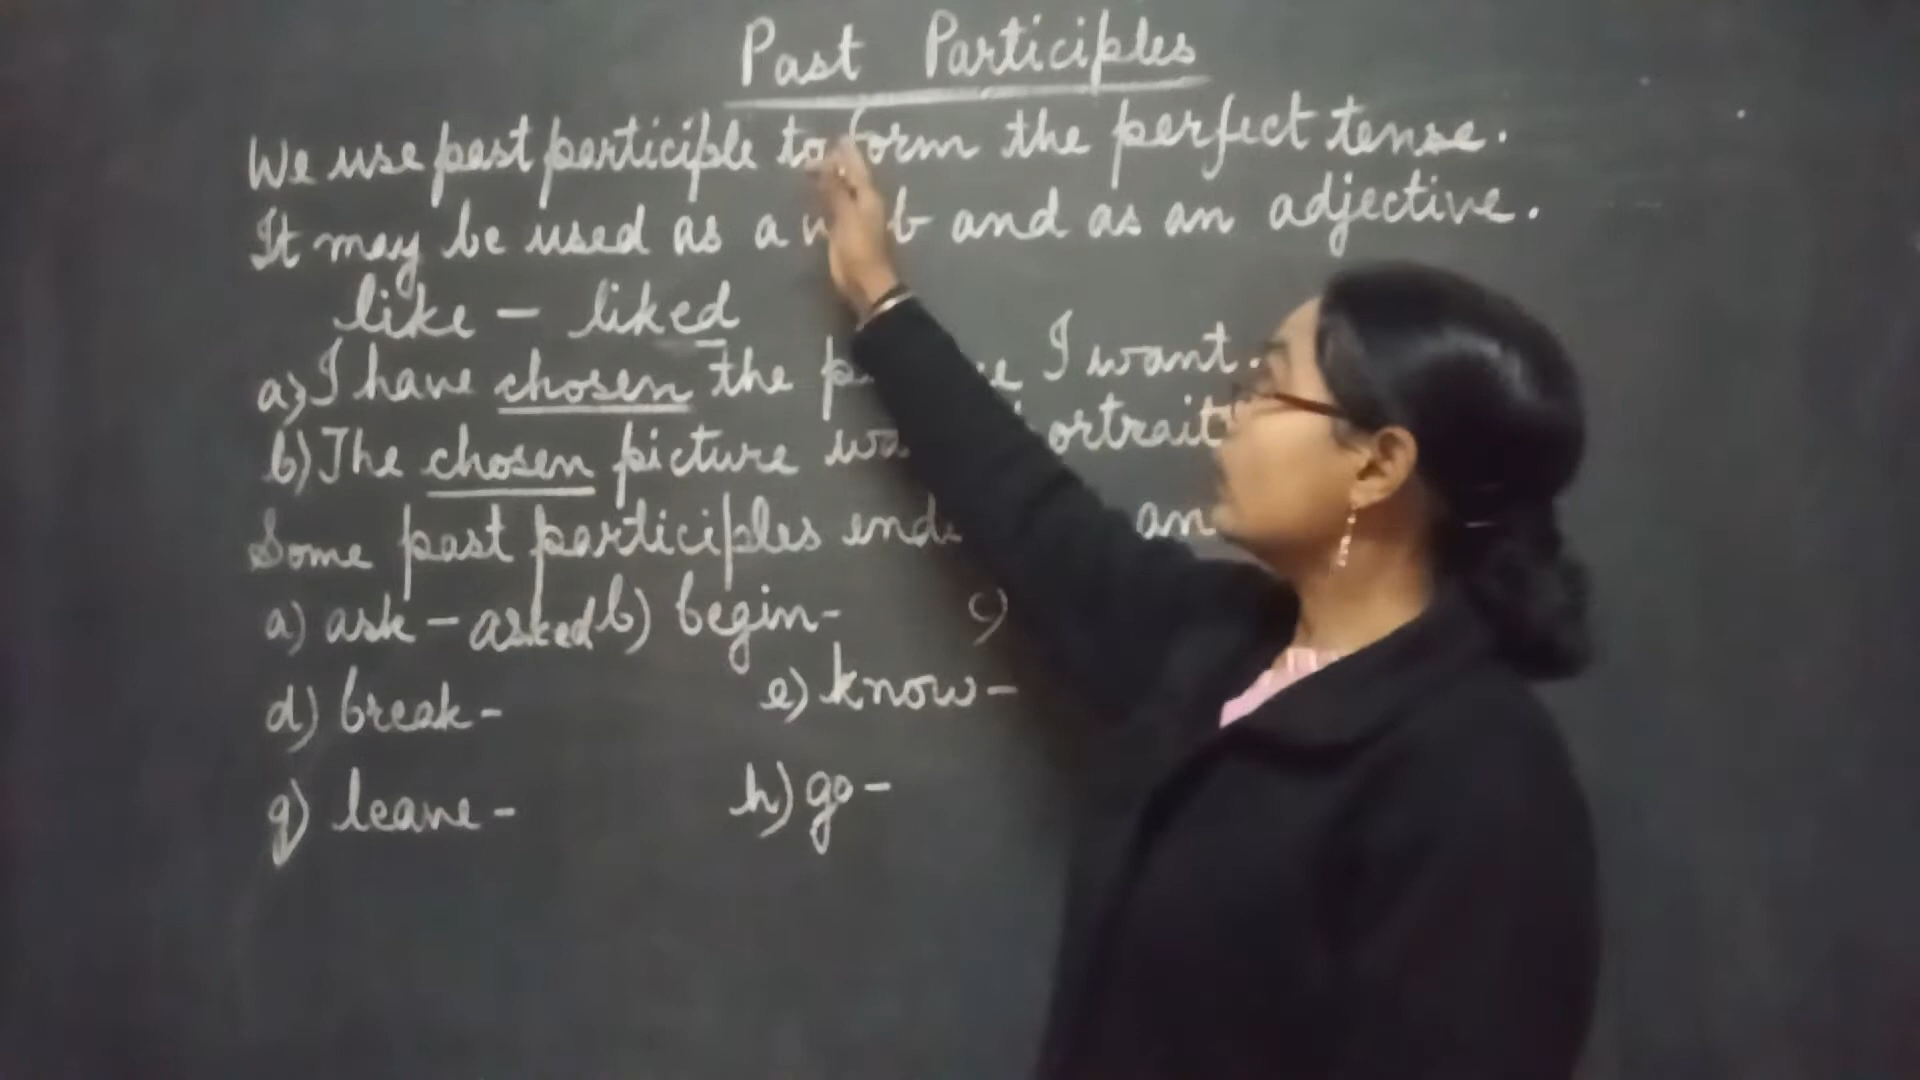 Past Participles
We use past participle to form the perfect tense.
It may be used as a and as an adjective.
like - liked
a) I have chosen the I want.
b) The chosen picture
Some past participles
a) ask - asked b) begin- c)
d) break- e) know-
g) leave- h) go-